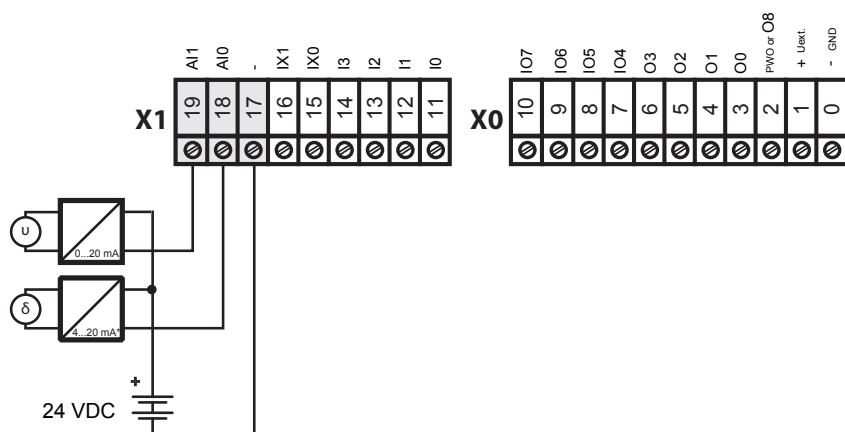 AI1 AI0 - IX1 IX0 I3 I2 I1 I0
X1 19 18 17 16 15 14 13 12 11
IO7 IO6 IO5 IO4 O3 O2 O1 O0 PWO or O8 + Uext. - GND
X0 10 9 8 7 6 5 4 3 2 1 0
υ
0...20 mA
δ
4...20 mA*
+
24 VDC